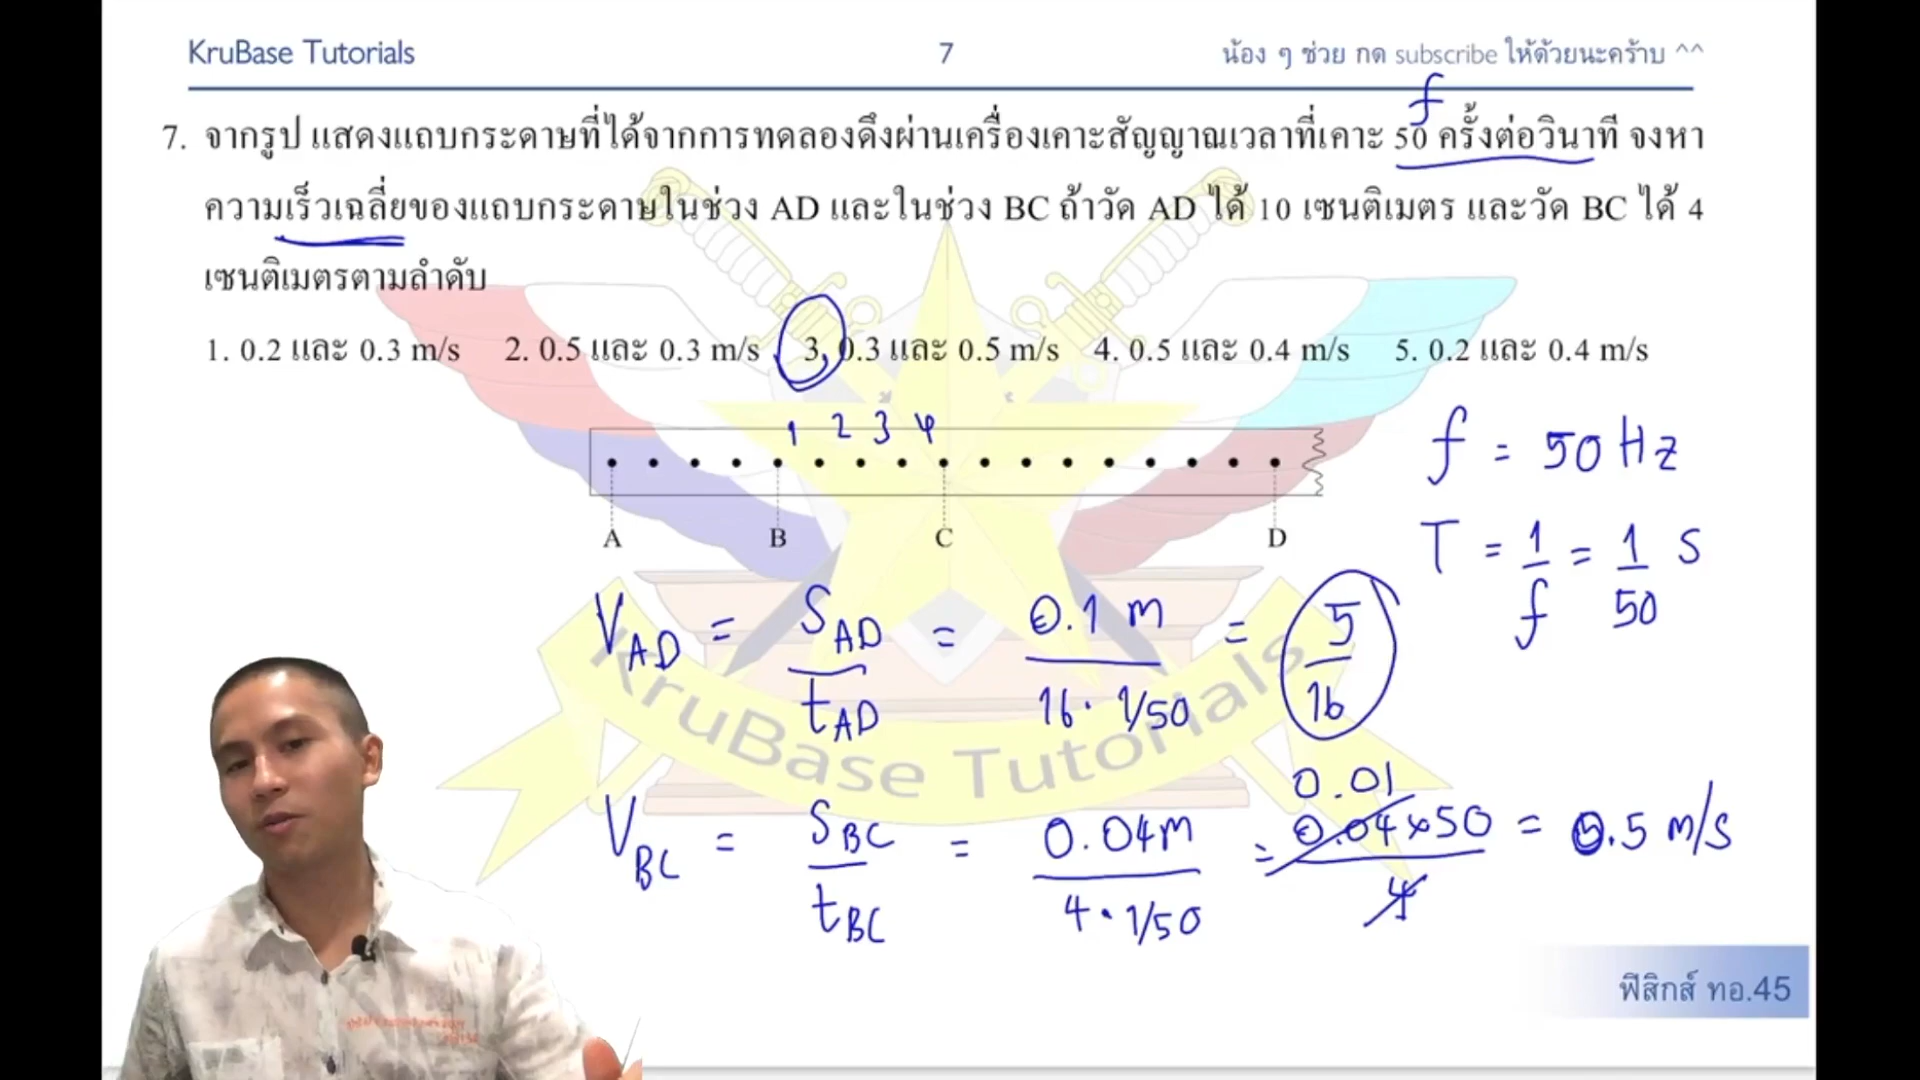 KruBase Tutorials 7 น้อง ๆ ช่วย กด subscribe ให้ด้วยนะคร้าบ ^^
f
7. จากรูป แสดงแถบกระดาษที่ได้จากการทดลองดึงผ่านเครื่องเคาะสัญญาณเวลาที่เคาะ 50 ครั้งต่อวินาที จงหา
ความเร็วเฉลี่ยของแถบกระดาษในช่วง AD และในช่วง BC ถ้าวัด AD ได้ 10 เซนติเมตร และวัด BC ได้ 4
เซนติเมตรตามลำดับ
1. 0.2 และ 0.3 m/s 2. 0.5 และ 0.3 m/s 3. 0.3 และ 0.5 m/s 4. 0.5 และ 0.4 m/s 5. 0.2 และ 0.4 m/s
1 2 3 4
f = 50 Hz
A B C D
T = 1/f = 1/50 s
V_AD = S_AD/t_AD = 0.1 m/16·1/50 = 5/16
0.01
V_BC = S_BC/t_BC = 0.04m/4·1/50 = 0.04×50/4 = 0.5 m/s
KruBase Tutorials
ฟิสิกส์ ทอ.45